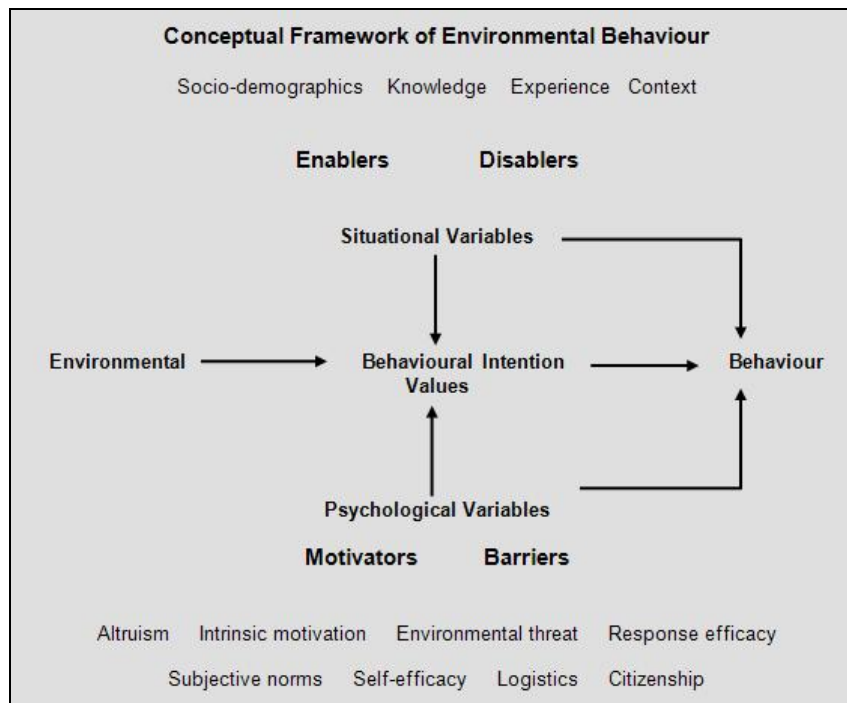 Conceptual Framework of Environmental Behaviour
Socio-demographics Knowledge Experience Context
Enablers Disablers
Situational Variables
Environmental Behavioural Intention Behaviour
Values
Psychological Variables
Motivators Barriers
Altruism Intrinsic motivation Environmental threat Response efficacy
Subjective norms Self-efficacy Logistics Citizenship